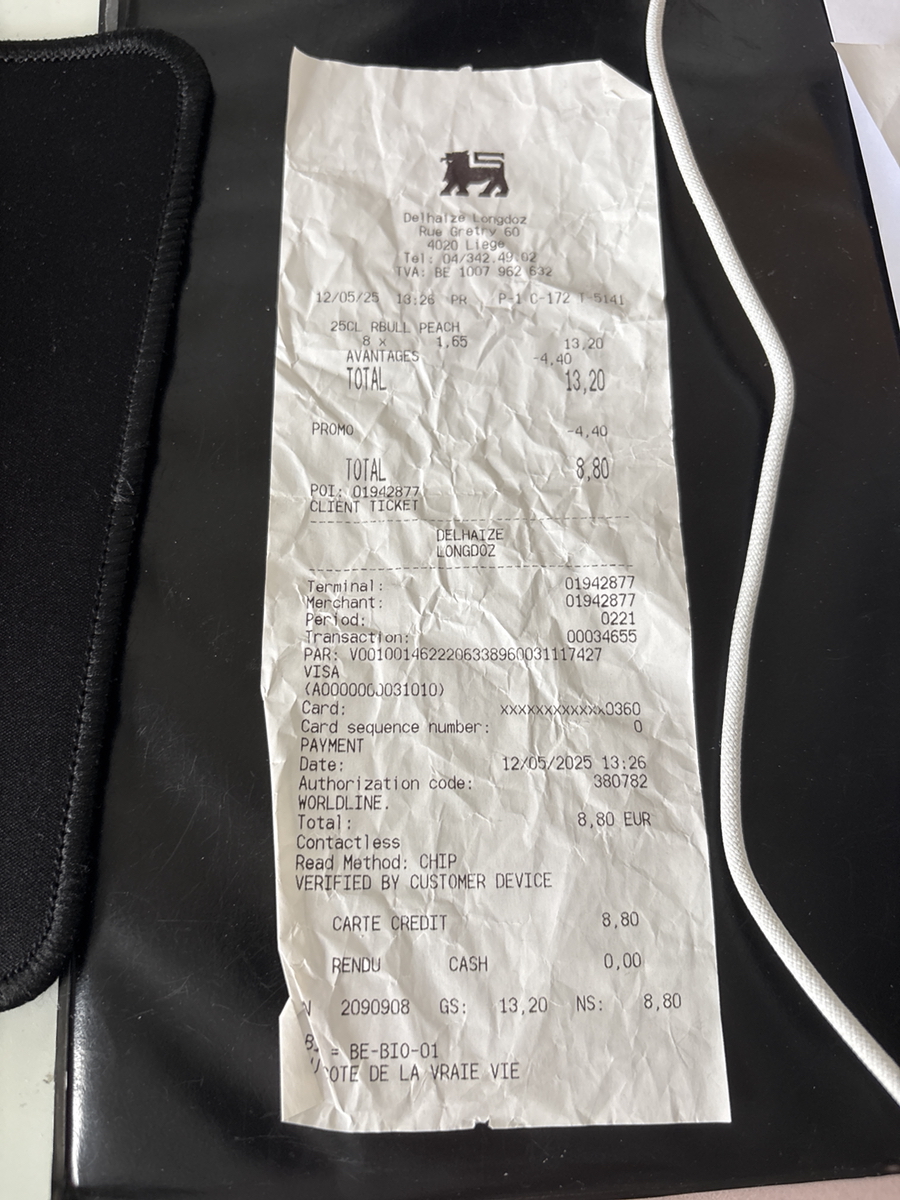 Delhaize Longdoz
Rue Gretry 60
4020 Liege
Tel: 04/342.49.02
TVA: BE 1007 962 632
12/05/25 13:26 PR P-1 C-172 T-5141
25CL RBULL PEACH
8 x 1,65 13,20
AVANTAGES -4,40
TOTAL 13,20
PROMO -4,40
TOTAL 8,80
POI: 01942877
CLIENT TICKET
DELHAIZE
LONGDOZ
Terminal: 01942877
Merchant: 01942877
Period: 0221
Transaction: 00034655
PAR: V0010014622206338960031117427
VISA
(A0000000031010)
Card: xxxxxxxxxxxx0360
Card sequence number: 0
PAYMENT
Date: 12/05/2025 13:26
Authorization code: 380782
WORLDLINE.
Total: 8,80 EUR
Contactless
Read Method: CHIP
VERIFIED BY CUSTOMER DEVICE
CARTE CREDIT 8,80
RENDU CASH 0,00
N 2090908 GS: 13,20 NS: 8,80
= BE-BIO-01
COTE DE LA VRAIE VIE